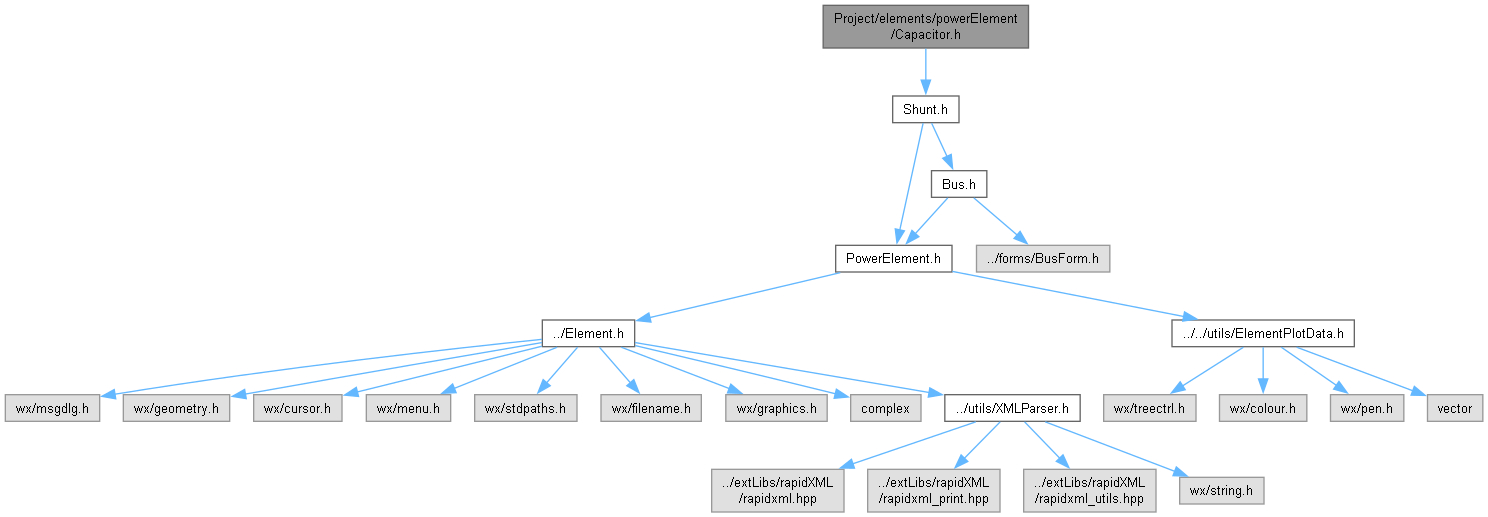 Project/elements/powerElement
/Capacitor.h
Shunt.h
Bus.h
PowerElement.h
../forms/BusForm.h
../Element.h
../../utils/ElementPlotData.h
wx/msgdlg.h
wx/geometry.h
wx/cursor.h
wx/menu.h
wx/stdpaths.h
wx/filename.h
wx/graphics.h
complex
../utils/XMLParser.h
wx/treectrl.h
wx/colour.h
wx/pen.h
vector
../extLibs/rapidXML
/rapidxml.hpp
../extLibs/rapidXML
/rapidxml_print.hpp
../extLibs/rapidXML
/rapidxml_utils.hpp
wx/string.h